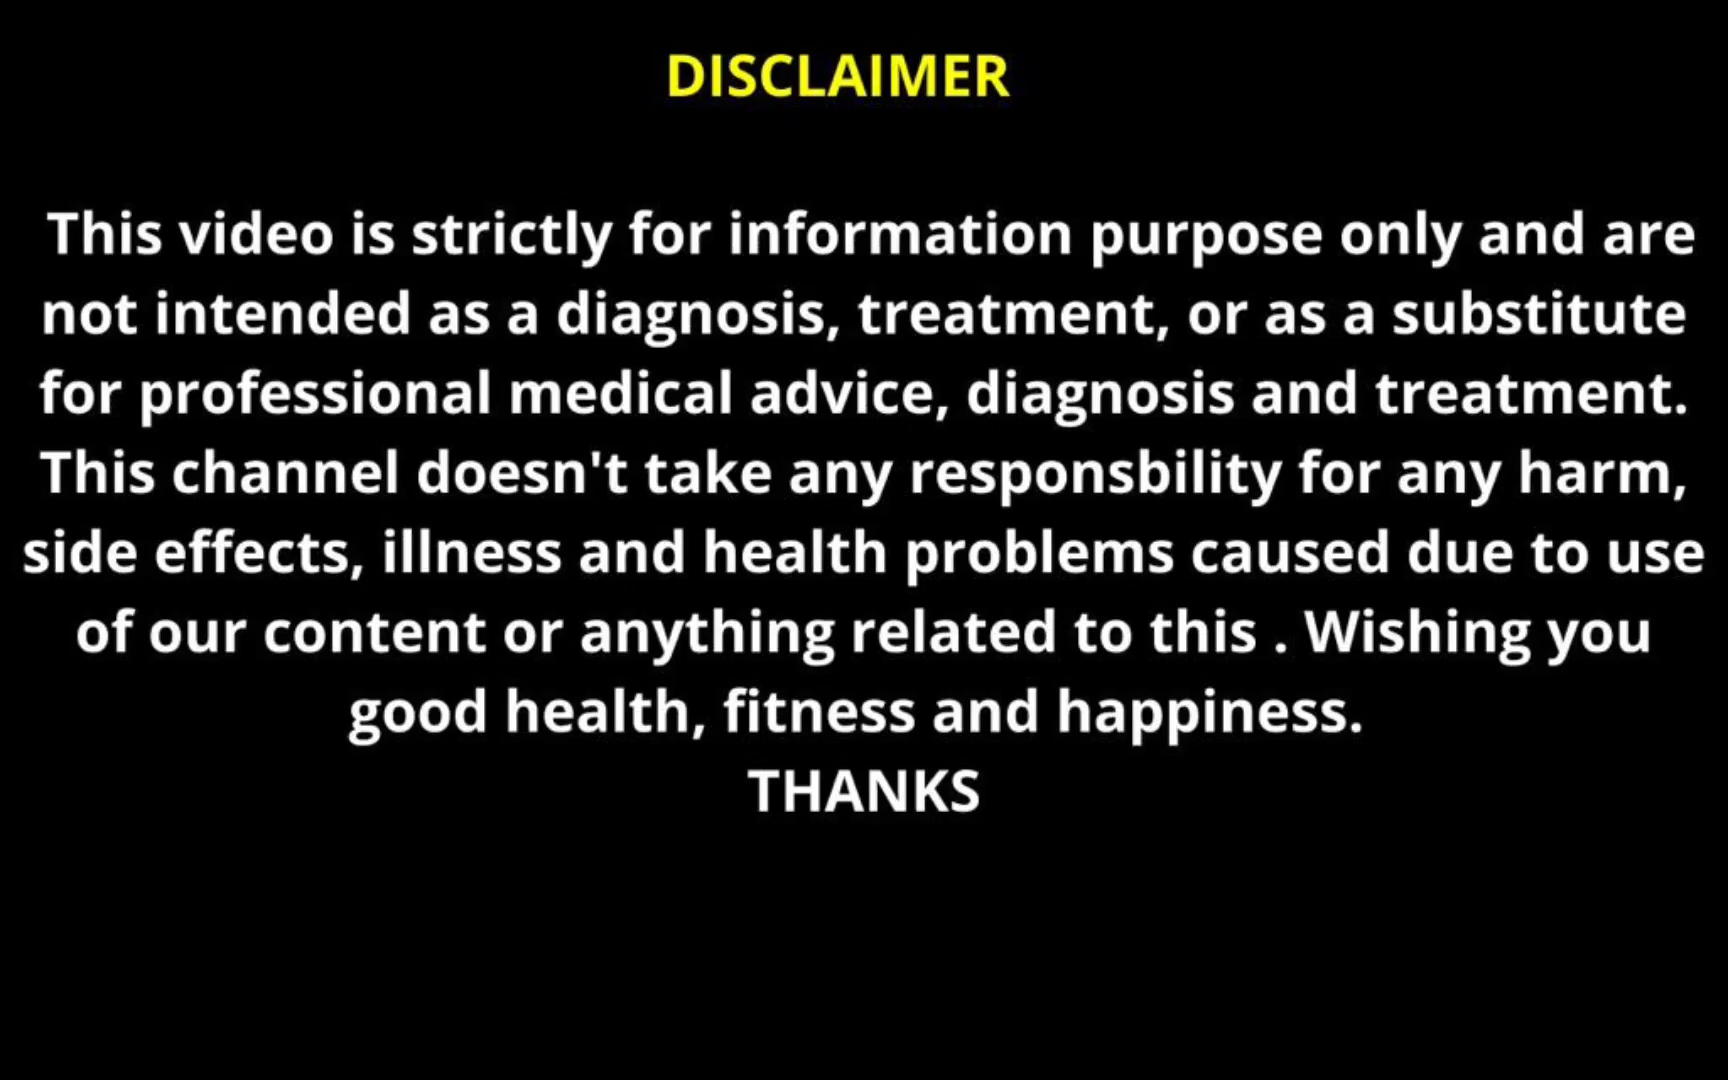 DISCLAIMER
This video is strictly for information purpose only and are
not intended as a diagnosis, treatment, or as a substitute
for professional medical advice, diagnosis and treatment.
This channel doesn't take any responsbility for any harm,
side effects, illness and health problems caused due to use
of our content or anything related to this . Wishing you
good health, fitness and happiness.
THANKS